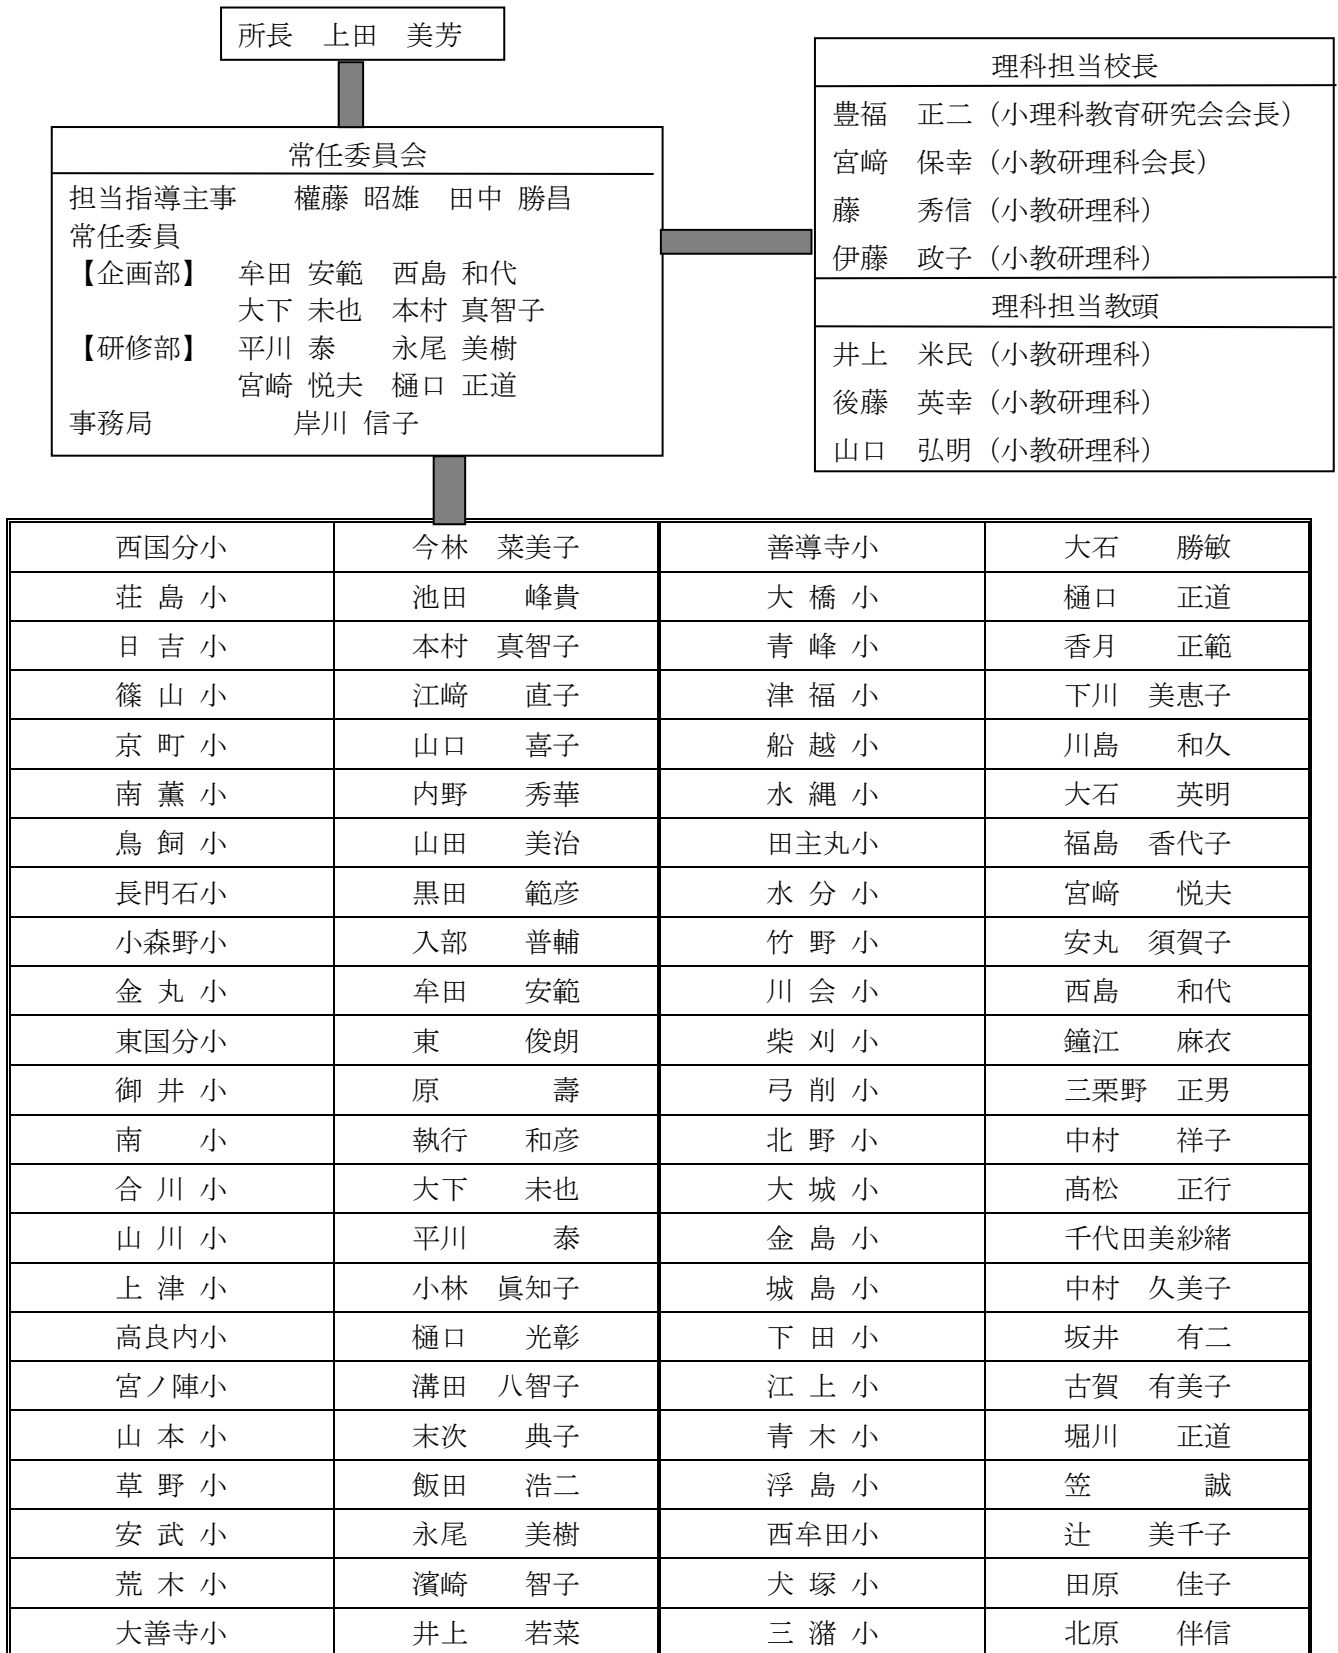 所長　上田　美芳
常任委員会
担当指導主事　　權藤 昭雄　田中 勝昌
常任委員
【企画部】　牟田 安範　西島 和代
大下 未也　本村 真智子
【研修部】　平川 泰　　永尾 美樹
宮崎 悦夫　樋口 正道
事務局　　　　　岸川 信子
理科担当校長
豊福　正二（小理科教育研究会会長）
宮﨑　保幸（小教研理科会長）
藤　　秀信（小教研理科）
伊藤　政子（小教研理科）
理科担当教頭
井上　米民（小教研理科）
後藤　英幸（小教研理科）
山口　弘明（小教研理科）
西国分小　今林　菜美子　善導寺小　大石　　勝敏
荘 島 小　池田　　峰貴　大 橋 小　樋口　　正道
日 吉 小　本村　真智子　青 峰 小　香月　　正範
篠 山 小　江﨑　　直子　津 福 小　下川　美恵子
京 町 小　山口　　喜子　船 越 小　川島　　和久
南 薫 小　内野　　秀華　水 縄 小　大石　　英明
鳥 飼 小　山田　　美治　田主丸小　福島　香代子
長門石小　黒田　　範彦　水 分 小　宮﨑　　悦夫
小森野小　入部　　普輔　竹 野 小　安丸　須賀子
金 丸 小　牟田　　安範　川 会 小　西島　　和代
東国分小　東　　　俊朗　柴 刈 小　鐘江　　麻衣
御 井 小　原　　　　壽　弓 削 小　三栗野　正男
南　　小　執行　　和彦　北 野 小　中村　　祥子
合 川 小　大下　　未也　大 城 小　髙松　　正行
山 川 小　平川　　　泰　金 島 小　千代田美紗緒
上 津 小　小林　眞知子　城 島 小　中村　久美子
高良内小　樋口　　光彰　下 田 小　坂井　　有二
宮ノ陣小　溝田　八智子　江 上 小　古賀　有美子
山 本 小　末次　　典子　青 木 小　堀川　　正道
草 野 小　飯田　　浩二　浮 島 小　笠　　　　誠
安 武 小　永尾　　美樹　西牟田小　辻　　美千子
荒 木 小　濱崎　　智子　犬 塚 小　田原　　佳子
大善寺小　井上　　若菜　三 潴 小　北原　　伴信